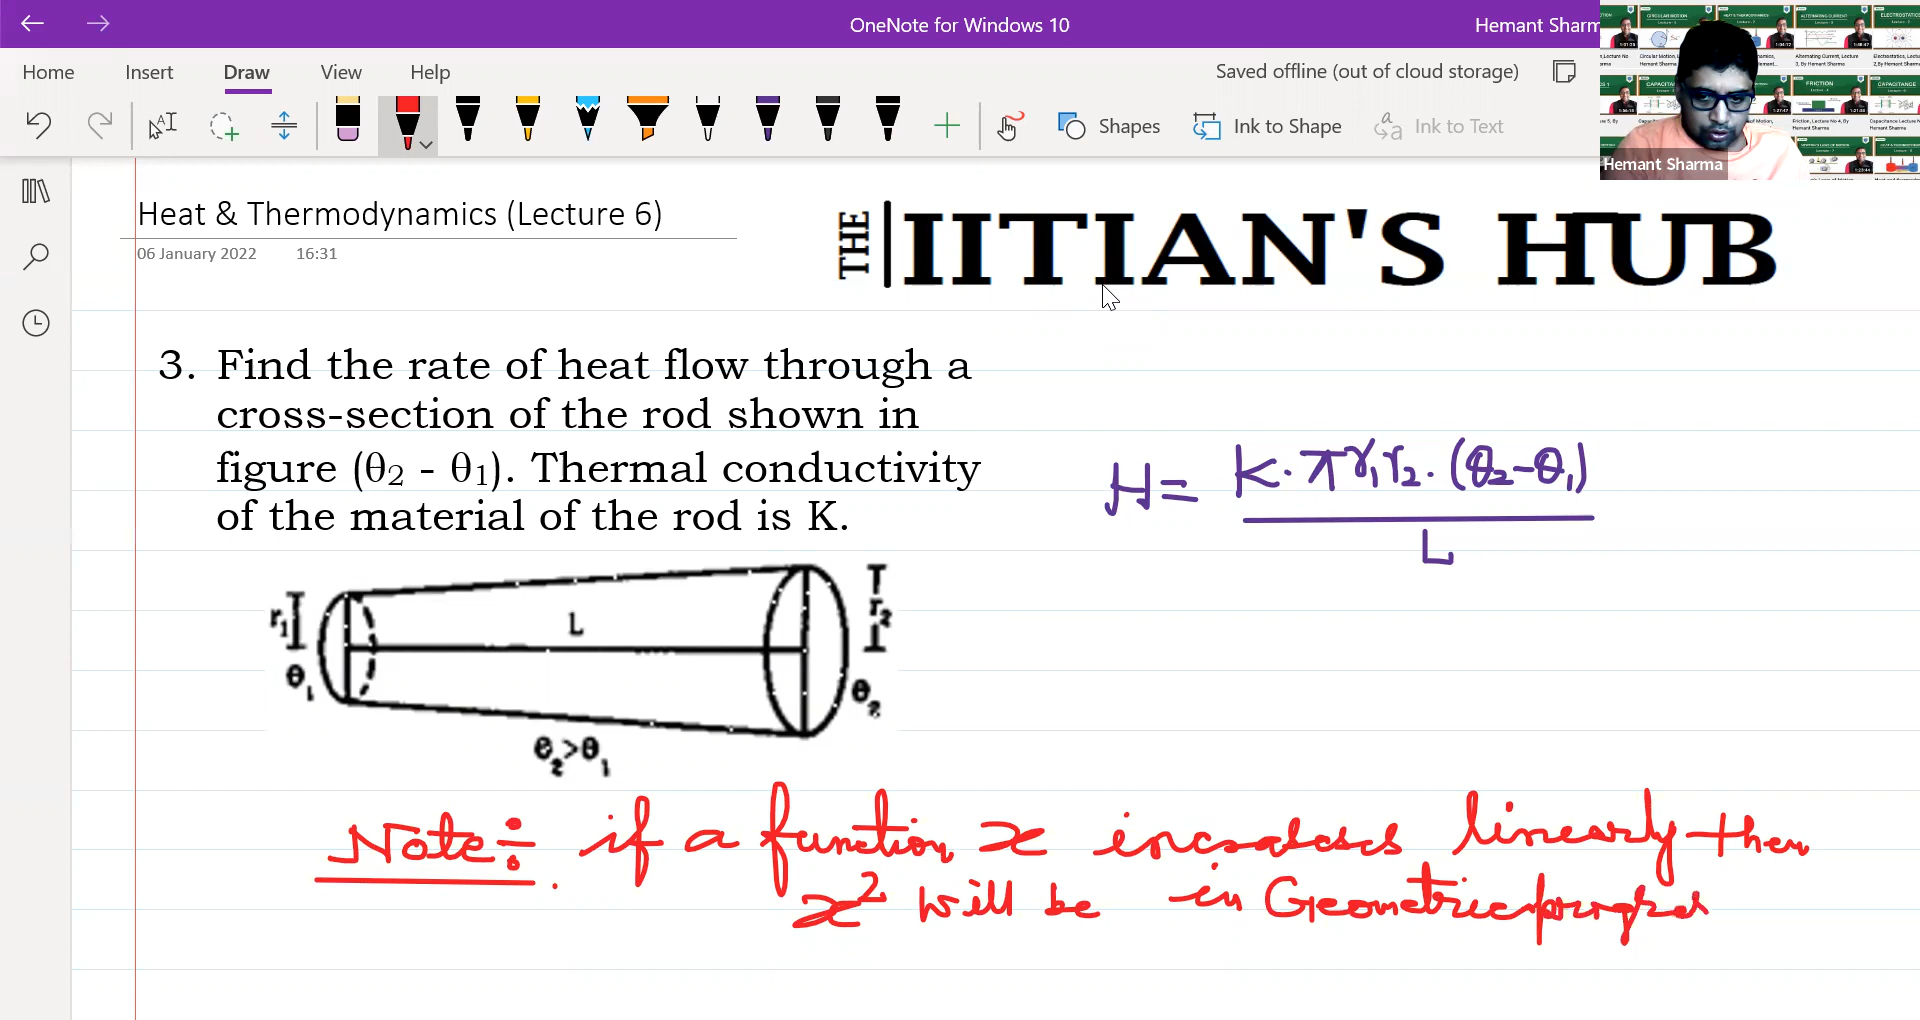 OneNote for Windows 10
Hemant Sharm
Home Insert Draw View Help
Saved offline (out of cloud storage)
Shapes Ink to Shape Ink to Text
Hemant Sharma
Heat & Thermodynamics (Lecture 6)
06 January 2022 16:31
THE IITIAN'S HUB
3. Find the rate of heat flow through a
cross-section of the rod shown in
figure (θ2 - θ1). Thermal conductivity
of the material of the rod is K.
H = K · π r1 r2 · (θ2 - θ1)
L
r1
L
r2
θ1
θ2
θ2 > θ1
Note: if a function x increases linearly then
x² will be in Geometric